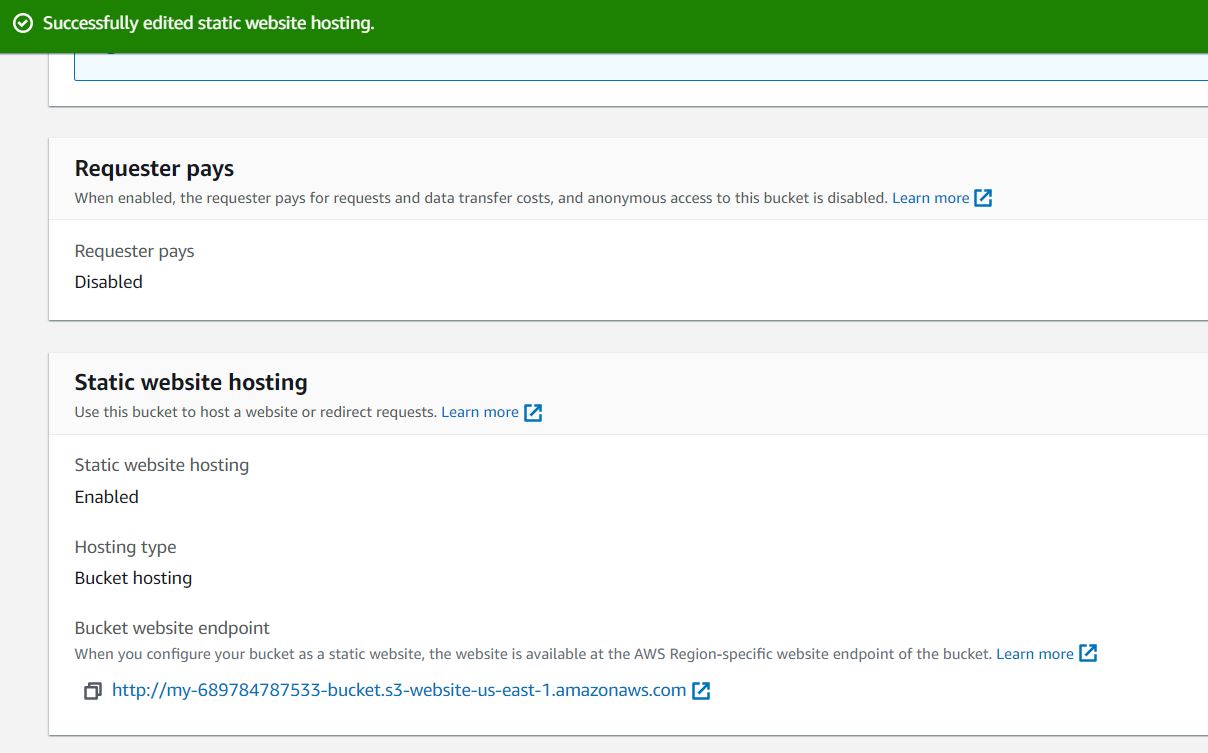 Successfully edited static website hosting.
Requester pays
When enabled, the requester pays for requests and data transfer costs, and anonymous access to this bucket is disabled. Learn more
Requester pays
Disabled
Static website hosting
Use this bucket to host a website or redirect requests. Learn more
Static website hosting
Enabled
Hosting type
Bucket hosting
Bucket website endpoint
When you configure your bucket as a static website, the website is available at the AWS Region-specific website endpoint of the bucket. Learn more
http://my-689784787533-bucket.s3-website-us-east-1.amazonaws.com